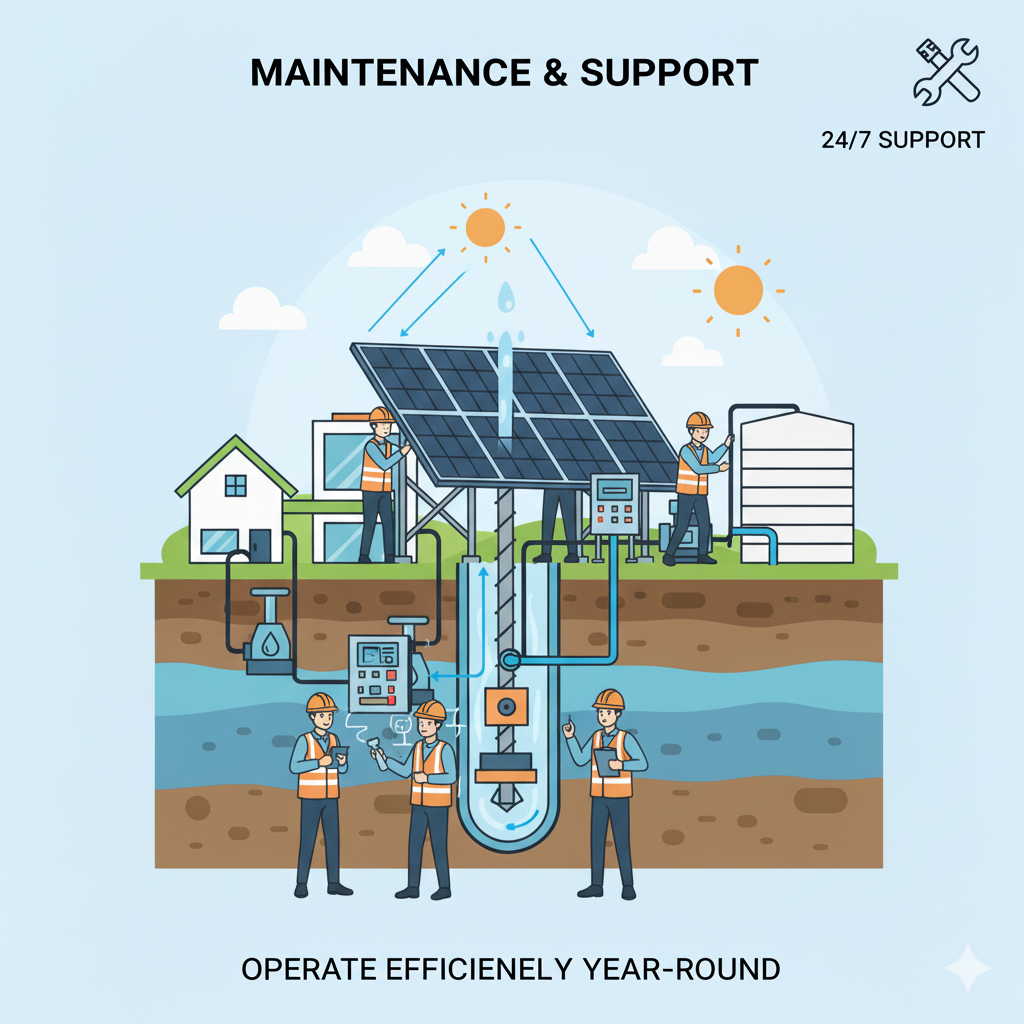 MAINTENANCE & SUPPORT
24/7 SUPPORT
OPERATE EFFICIENELY YEAR-ROUND